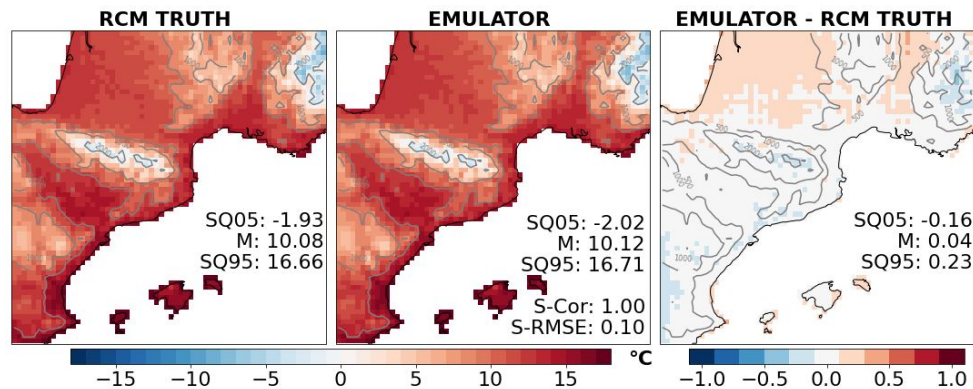 RCM TRUTH
EMULATOR
EMULATOR - RCM TRUTH
SQ05: -1.93
M: 10.08
SQ95: 16.66
SQ05: -2.02
M: 10.12
SQ95: 16.71
S-Cor: 1.00
S-RMSE: 0.10
SQ05: -0.16
M: 0.04
SQ95: 0.23
−15 −10 −5 0 5 10 15
°C
−1.0 −0.5 0.0 0.5 1.0